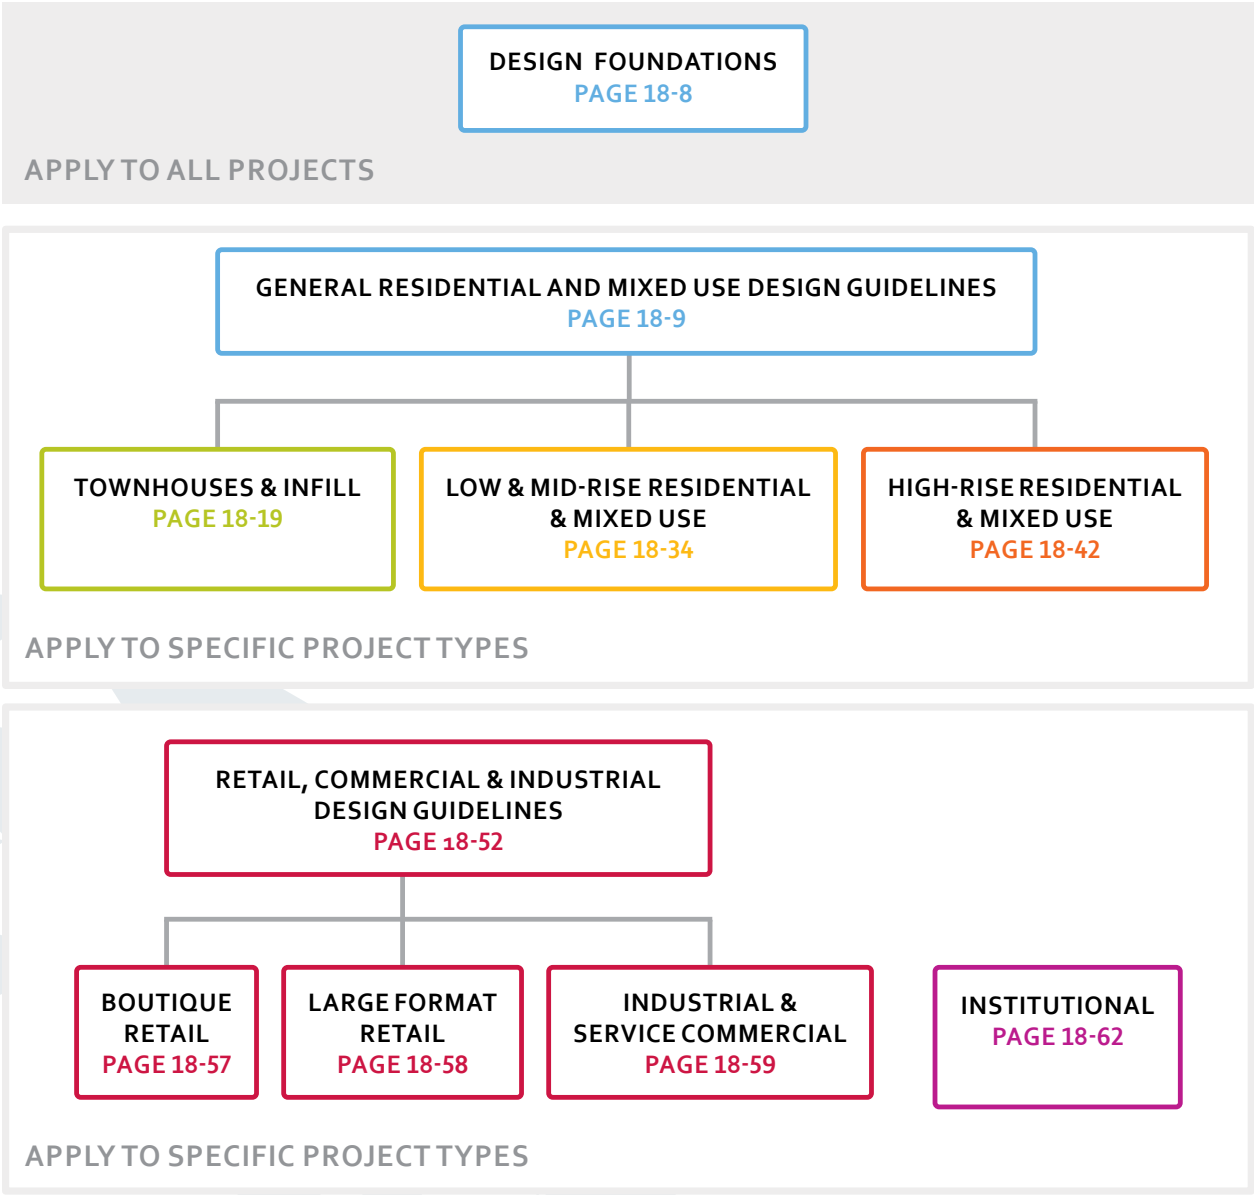 DESIGN FOUNDATIONS
PAGE 18-8
APPLY TO ALL PROJECTS
GENERAL RESIDENTIAL AND MIXED USE DESIGN GUIDELINES
PAGE 18-9
TOWNHOUSES & INFILL
PAGE 18-19
LOW & MID-RISE RESIDENTIAL
& MIXED USE
PAGE 18-34
HIGH-RISE RESIDENTIAL
& MIXED USE
PAGE 18-42
APPLY TO SPECIFIC PROJECT TYPES
RETAIL, COMMERCIAL & INDUSTRIAL
DESIGN GUIDELINES
PAGE 18-52
BOUTIQUE
RETAIL
PAGE 18-57
LARGE FORMAT
RETAIL
PAGE 18-58
INDUSTRIAL &
SERVICE COMMERCIAL
PAGE 18-59
INSTITUTIONAL
PAGE 18-62
APPLY TO SPECIFIC PROJECT TYPES